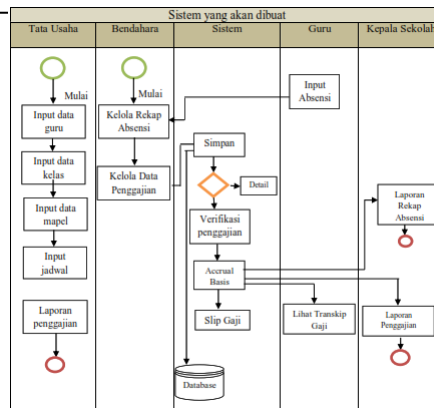 Sistem yang akan dibuat
Tata Usaha
Bendahara
Sistem
Guru
Kepala Sekolah
Mulai
Mulai
Input
Absensi
Input data
guru
Kelola Rekap
Absensi
Simpan
Input data
kelas
Kelola Data
Penggajian
Detail
Input data
mapel
Verifikasi
penggajian
Laporan
Rekap
Absensi
Input
jadwal
Accrual
Basis
Laporan
penggajian
Slip Gaji
Lihat Transkip
Gaji
Laporan
Penggajian
Database